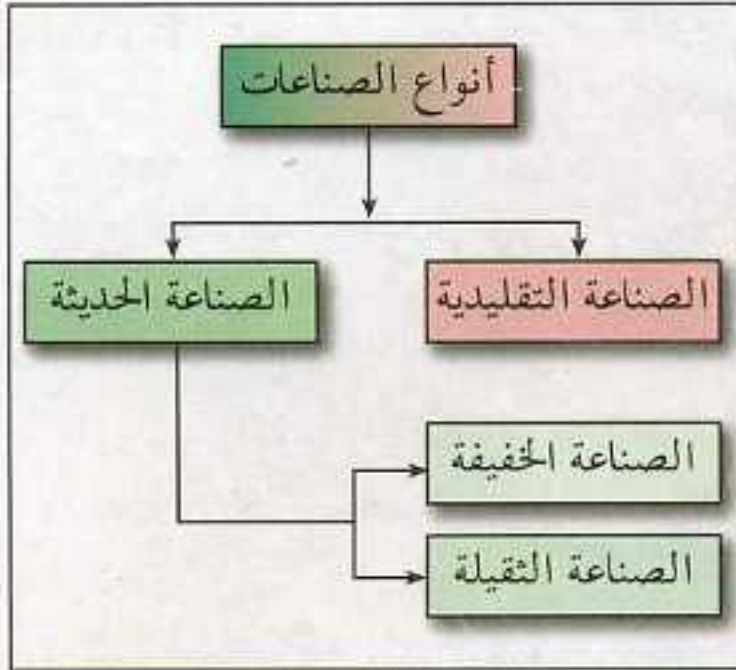 أنواع الصناعات
الصناعة التقليدية
الصناعة الحديثة
الصناعة الخفيفة
الصناعة الثقيلة